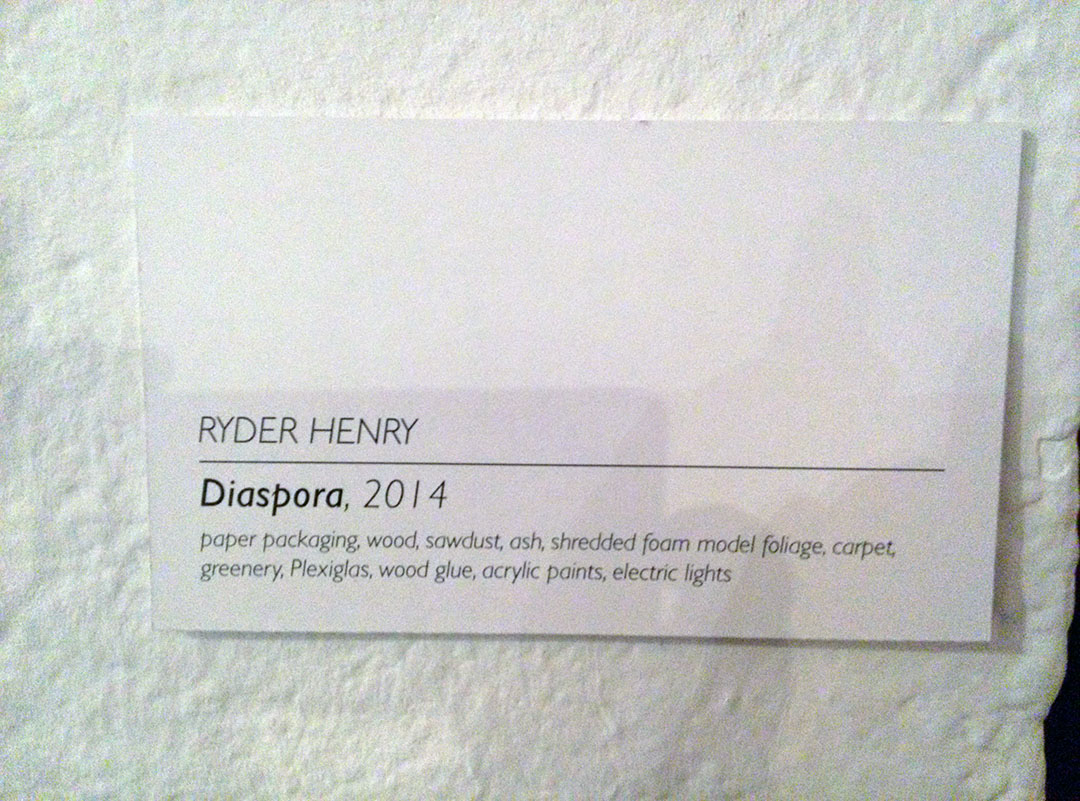 RYDER HENRY
Diaspora, 2014
paper packaging, wood, sawdust, ash, shredded foam model foliage, carpet,
greenery, Plexiglas, wood glue, acrylic paints, electric lights